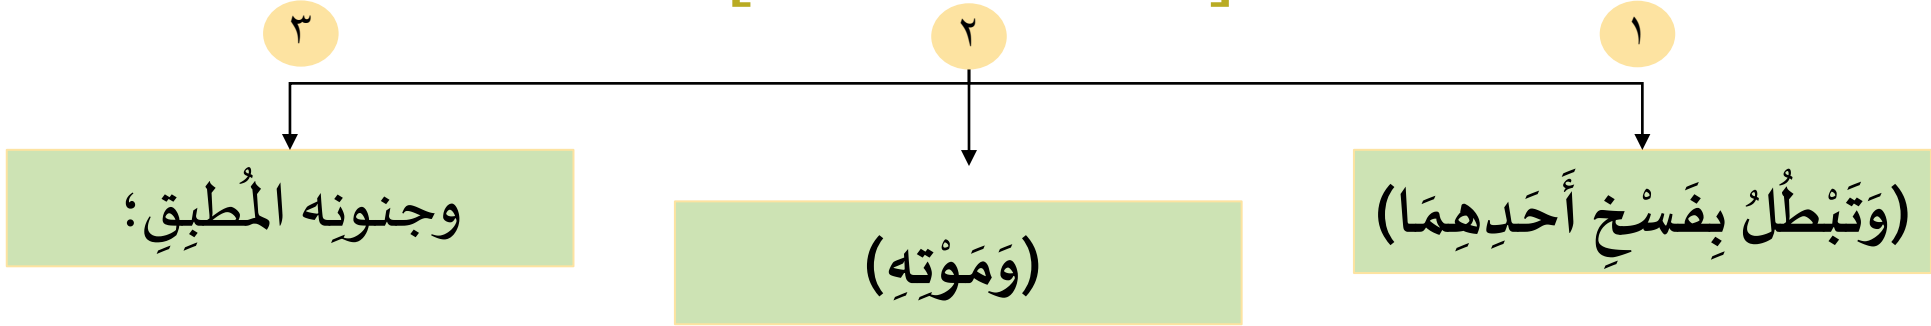 ١
(وَتَبْطُلُ بِفَسْخِ أَحَدِهِمَا)
٢
(وَمَوْتِهِ)
٣
وجنونِه المُطبِقِ؛